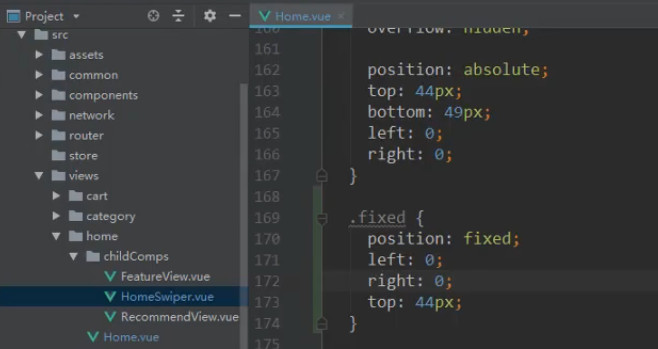 Project
src
assets
common
components
network
router
store
views
cart
category
home
childComps
FeatureView.vue
HomeSwiper.vue
RecommendView.vue
Home.vue
Home.vue
160 overflow: hidden;
161
162 position: absolute;
163 top: 44px;
164 bottom: 49px;
165 left: 0;
166 right: 0;
167 }
168
169 .fixed {
170 position: fixed;
171 left: 0;
172 right: 0;
173 top: 44px;
174 }
175